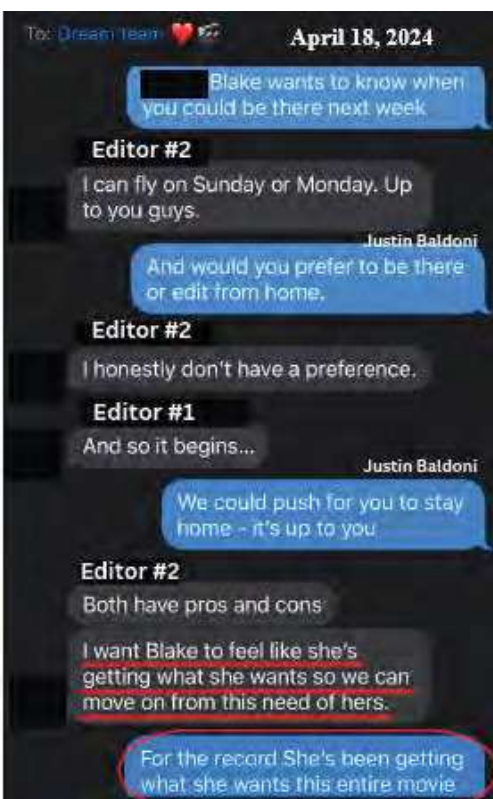 To: Dream team ❤️🎬 April 18, 2024
Blake wants to know when
you could be there next week
Editor #2
I can fly on Sunday or Monday. Up
to you guys.
Justin Baldoni
And would you prefer to be there
or edit from home.
Editor #2
I honestly don't have a preference.
Editor #1
And so it begins...
Justin Baldoni
We could push for you to stay
home - it's up to you
Editor #2
Both have pros and cons
I want Blake to feel like she's
getting what she wants so we can
move on from this need of hers.
For the record She's been getting
what she wants this entire movie